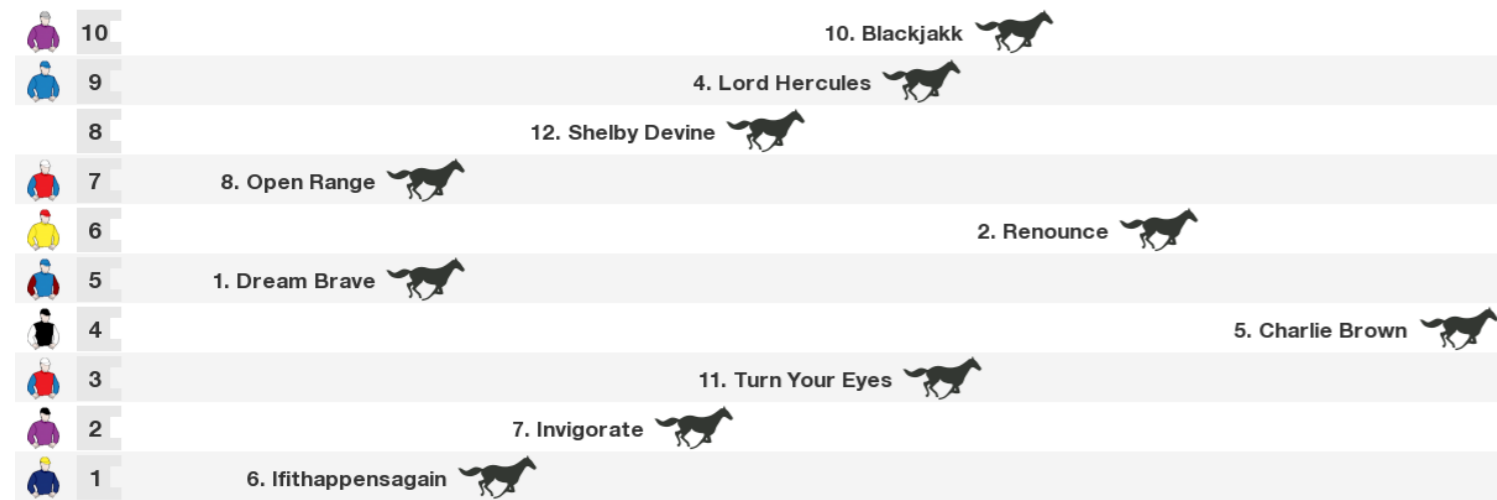 10 10. Blackjakk
9 4. Lord Hercules
8 12. Shelby Devine
7 8. Open Range
6 2. Renounce
5 1. Dream Brave
4 5. Charlie Brown
3 11. Turn Your Eyes
2 7. Invigorate
1 6. Ifithappensagain